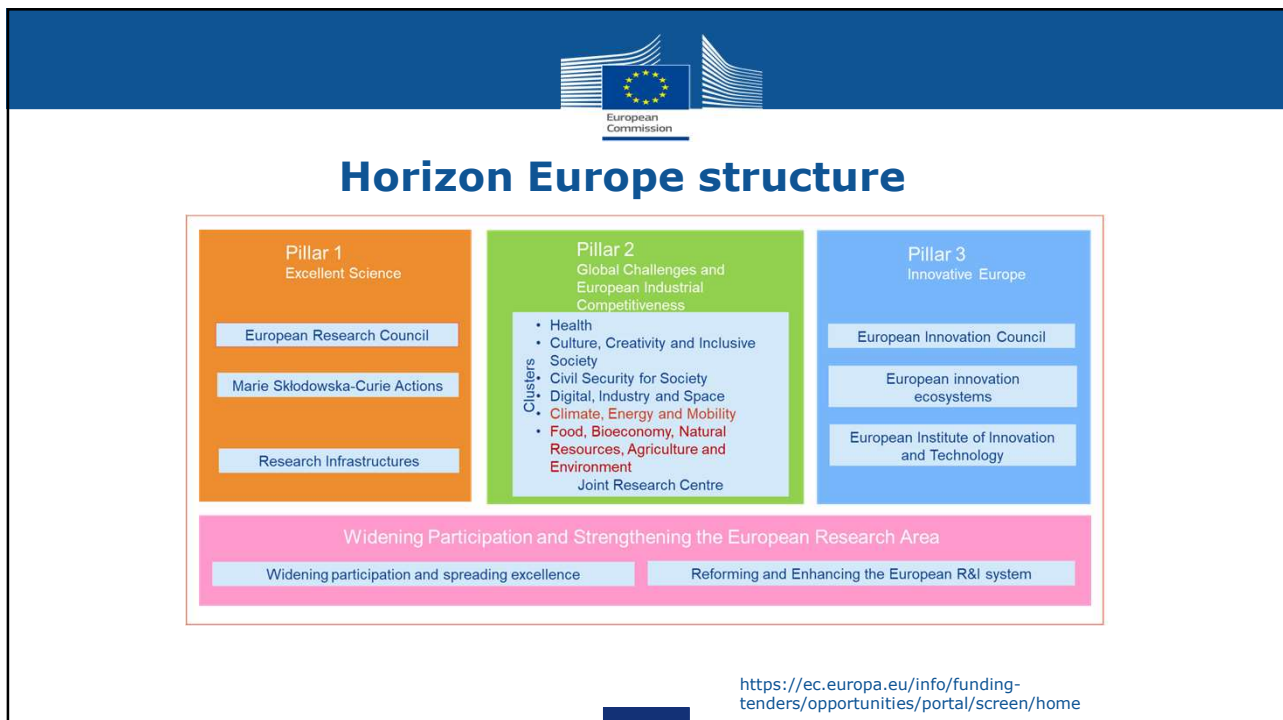 European
Commission
Horizon Europe structure
Pillar 1
Excellent Science
European Research Council
Marie Skłodowska-Curie Actions
Research Infrastructures
Pillar 2
Global Challenges and
European Industrial
Competitiveness
Clusters
• Health
• Culture, Creativity and Inclusive
Society
• Civil Security for Society
• Digital, Industry and Space
• Climate, Energy and Mobility
• Food, Bioeconomy, Natural
Resources, Agriculture and
Environment
Joint Research Centre
Pillar 3
Innovative Europe
European Innovation Council
European innovation
ecosystems
European Institute of Innovation
and Technology
Widening Participation and Strengthening the European Research Area
Widening participation and spreading excellence
Reforming and Enhancing the European R&I system
https://ec.europa.eu/info/funding-
tenders/opportunities/portal/screen/home